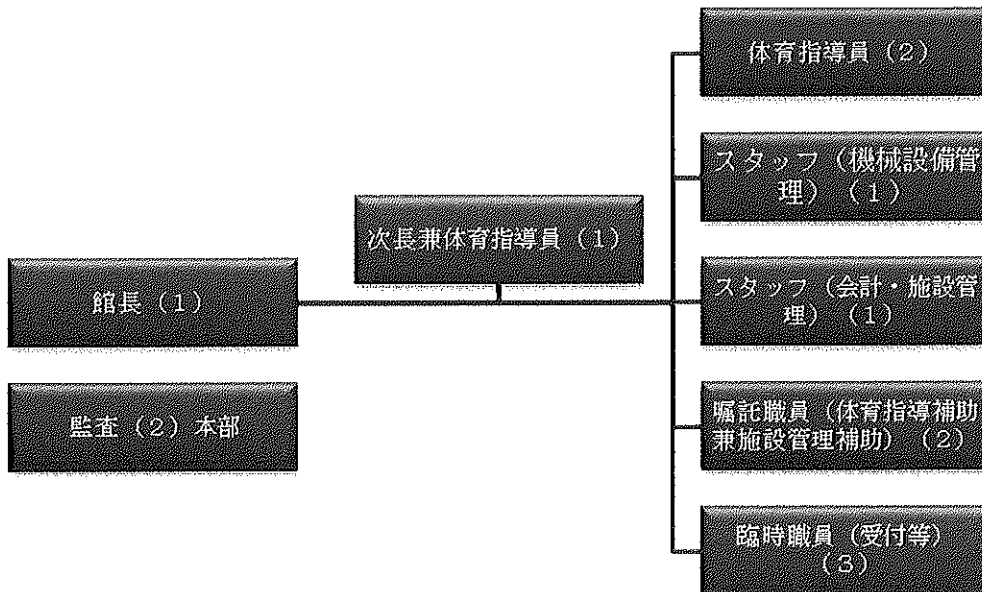 館長（1）
監査（2）本部
次長兼体育指導員（1）
体育指導員（2）
スタッフ（機械設備管
理）（1）
スタッフ（会計・施設管
理）（1）
嘱託職員（体育指導補助
兼施設管理補助）（2）
臨時職員（受付等）
（3）